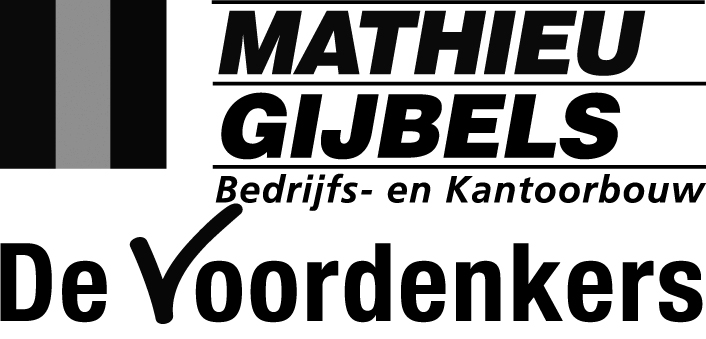 MATHIEU
GIJBELS
Bedrijfs- en Kantoorbouw
De Voordenkers